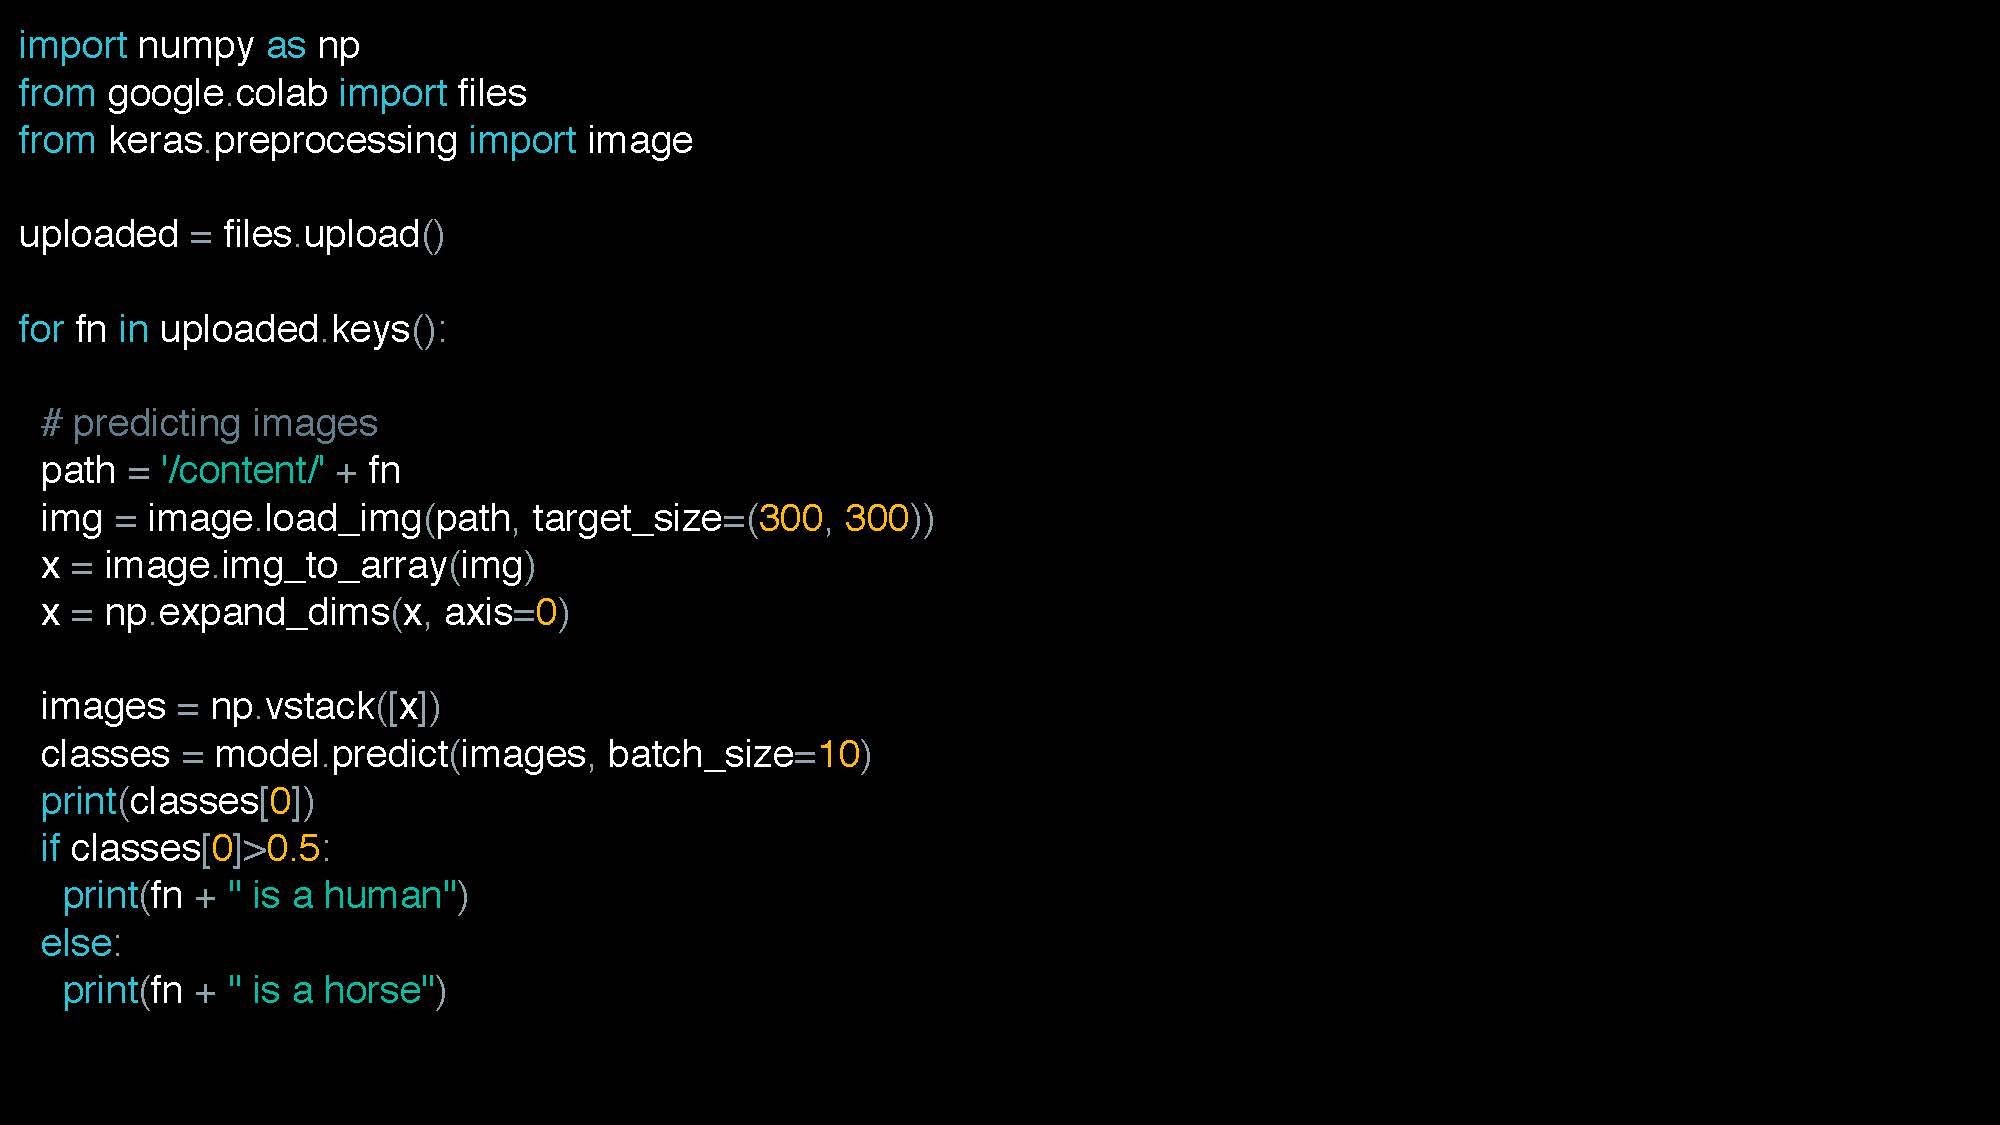 import numpy as np
from google.colab import files
from keras.preprocessing import image
uploaded = files.upload()
for fn in uploaded.keys():
# predicting images
path = '/content/' + fn
img = image.load_img(path, target_size=(300, 300))
x = image.img_to_array(img)
x = np.expand_dims(x, axis=0)
images = np.vstack([x])
classes = model.predict(images, batch_size=10)
print(classes[0])
if classes[0]>0.5:
print(fn + " is a human")
else:
print(fn + " is a horse")